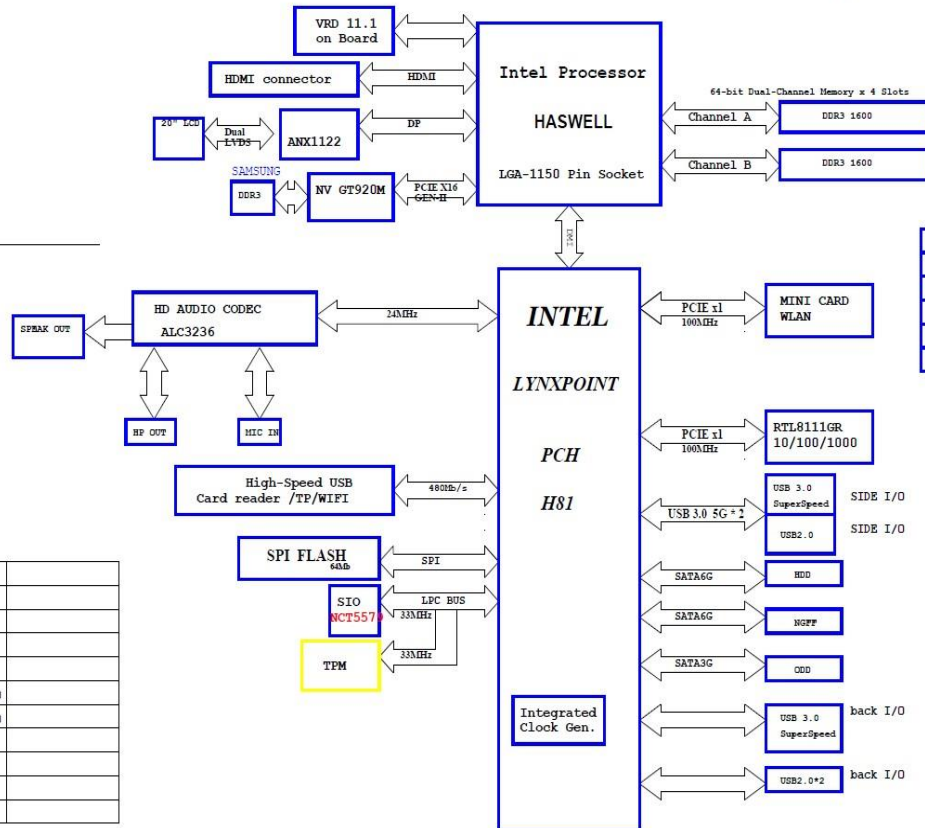 VRD 11.1
on Board
HDMI connector
HDMI
20" LCD
Dual
LVDS
ANX1122
DP
SAMSUNG
DDR3
NV GT920M
PCIE X16
GEN-II
Intel Processor
HASWELL
LGA-1150 Pin Socket
64-bit Dual-Channel Memory x 4 Slots
Channel A
DDR3 1600
Channel B
DDR3 1600
DMI
HD AUDIO CODEC
ALC3236
24MHz
SPEAK OUT
HP OUT
MIC IN
High-Speed USB
Card reader /TP/WIFI
480Mb/s
SPI FLASH
64Mb
SPI
SIO
NCT5579
LPC BUS
33MHz
TPM
33MHz
INTEL
LYNXPOINT
PCH
H81
Integrated
Clock Gen.
PCIE x1
100MHz
MINI CARD
WLAN
PCIE x1
100MHz
RTL8111GR
10/100/1000
USB 3.0 5G * 2
USB 3.0
SuperSpeed
SIDE I/O
USB2.0
SIDE I/O
SATA6G
HDD
SATA6G
NGFF
SATA3G
ODD
USB 3.0
SuperSpeed
back I/O
USB2.0*2
back I/O